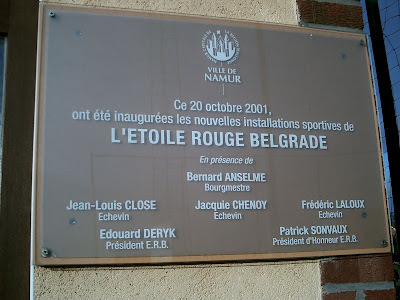 VILLE DE
NAMUR
Ce 20 octobre 2001,
ont été inaugurées les nouvelles installations sportives de
L'ETOILE ROUGE BELGRADE
En présence de
Bernard ANSELME
Bourgmestre
Jean-Louis CLOSE
Echevin
Jacquie CHENOY
Echevin
Frédéric LALOUX
Echevin
Edouard DERYK
Président E.R.B.
Patrick SONVAUX
Président d'Honneur E.R.B.